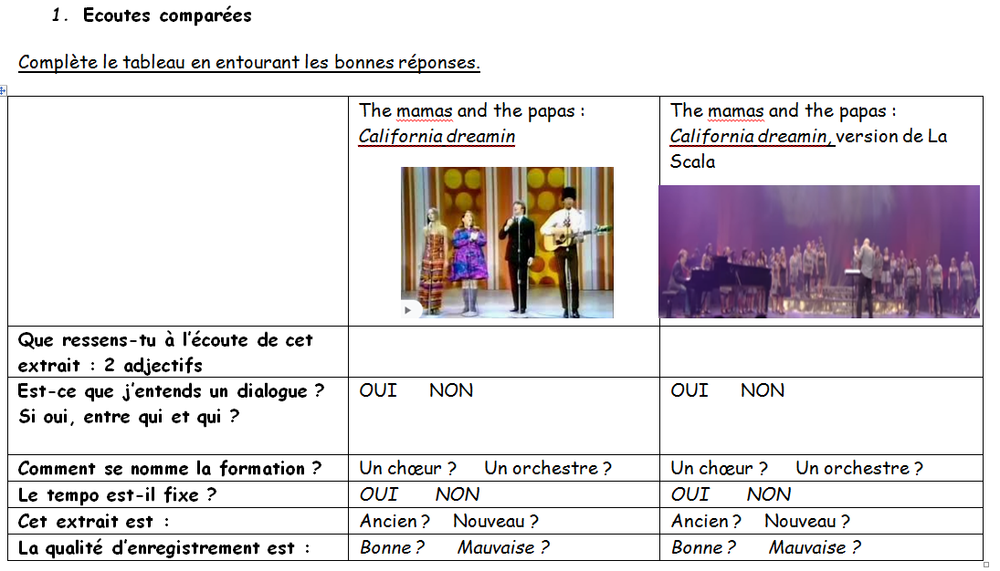 1. Ecoutes comparées
Complète le tableau en entourant les bonnes réponses.
The mamas and the papas :
California dreamin
The mamas and the papas :
California dreamin, version de La
Scala
Que ressens-tu à l’écoute de cet
extrait : 2 adjectifs
Est-ce que j’entends un dialogue ?
Si oui, entre qui et qui ?
OUI NON
OUI NON
Comment se nomme la formation ?
Un chœur ? Un orchestre ?
Un chœur ? Un orchestre ?
Le tempo est-il fixe ?
OUI NON
OUI NON
Cet extrait est :
Ancien ? Nouveau ?
Ancien ? Nouveau ?
La qualité d’enregistrement est :
Bonne ? Mauvaise ?
Bonne ? Mauvaise ?